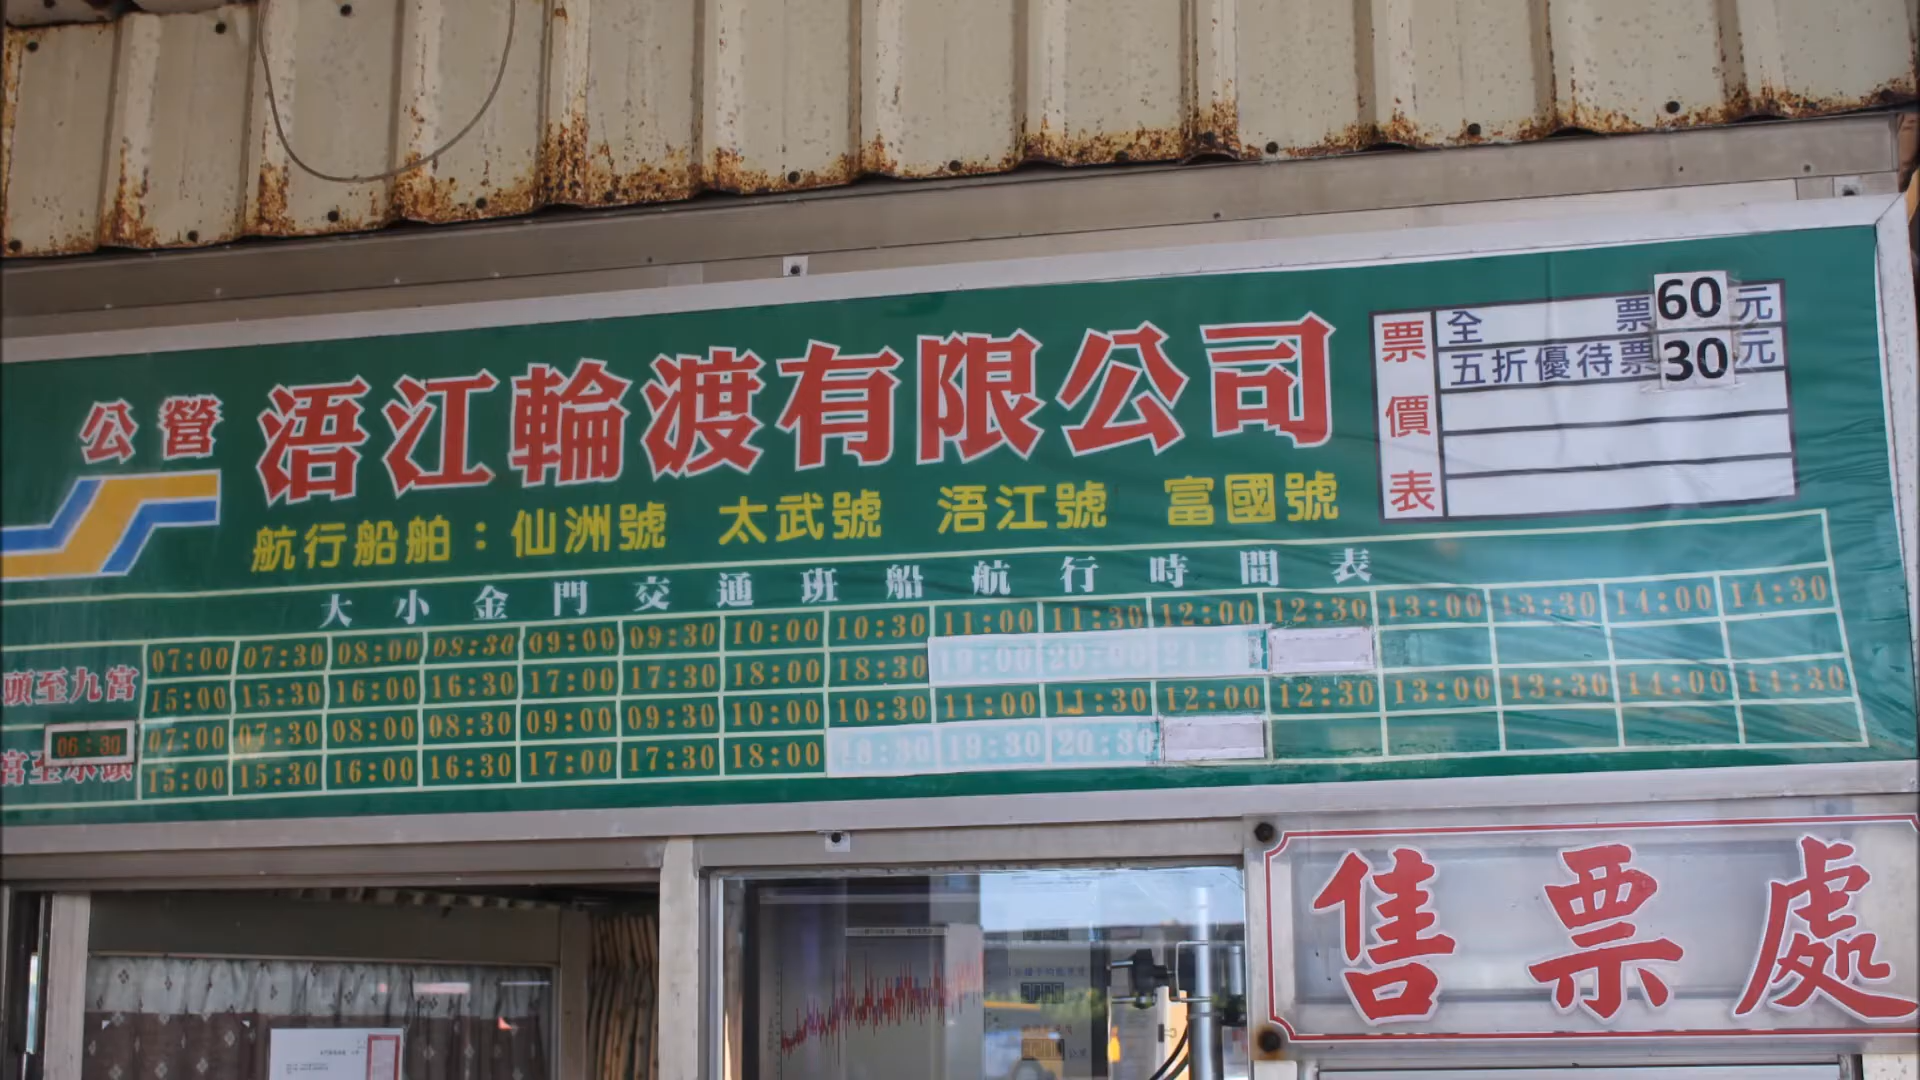 公營 浯江輪渡有限公司
航行船舶：仙洲號 太武號 浯江號 富國號
票價表
全 票60元
五折優待票30元
大小金門交通班船航行時間表
頭至九宮
07:00 07:30 08:00 08:30 09:00 09:30 10:00 10:30 11:00 11:30 12:00 12:30 13:00 13:30 14:00 14:30
15:00 15:30 16:00 16:30 17:00 17:30 18:00 18:30 19:00 20:00
06:30
宮至水頭
07:00 07:30 08:00 08:30 09:00 09:30 10:00 10:30 11:00 11:30 12:00 12:30 13:00 13:30 14:00 14:30
15:00 15:30 16:00 16:30 17:00 17:30 18:00 18:30 19:30 20:30
售票處